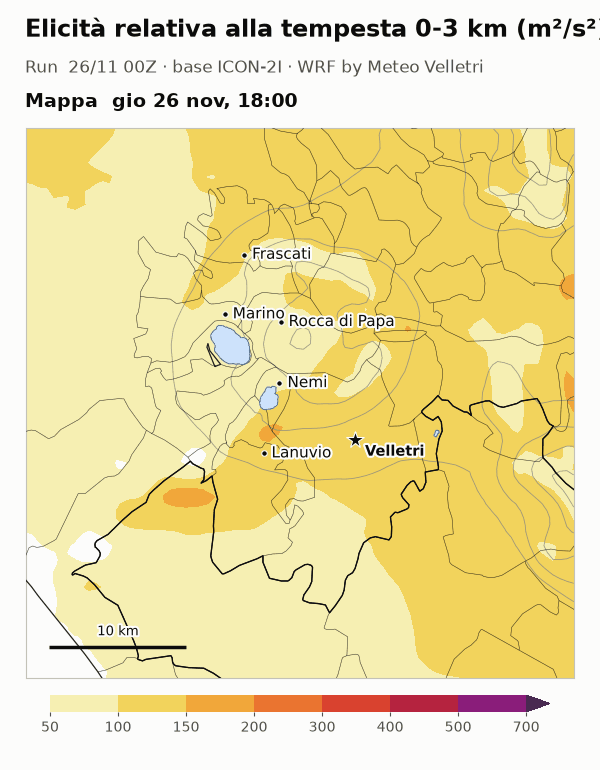 Elicità relativa alla tempesta 0-3 km (m²/s²)
Run 26/11 00Z · base ICON-2I · WRF by Meteo Velletri
Mappa gio 26 nov, 18:00
Frascati
Marino
Rocca di Papa
Nemi
Velletri
Lanuvio
10 km
50 100 150 200 300 400 500 700